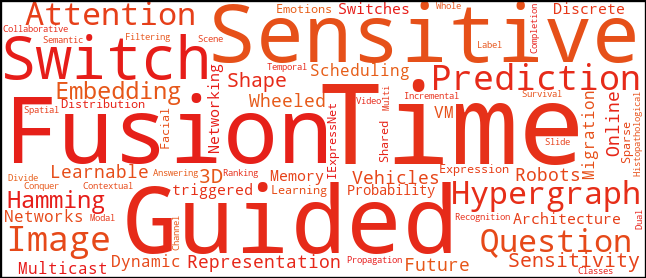 Attention
Emotions
Switches
Whole
Discrete
Collaborative
Semantic
Filtering
Scene
Sensitive
Label
Completion
Switch
Temporal
Scheduling
Shape
Prediction
Embedding
Distribution
Networking
Wheeled
Video
Multi
Incremental
Survival
Spatial
Facial
Fusion
Time
VM
Shared
Migration
Online
Sparse
Histopathological
Slide
IExpressNet
Divide
Learnable
Answering
3D
Ranking
Memory
Vehicles
Expression
Robots
Conquer
Contextual
triggered
Learning
Probability
Hypergraph
Hamming
Networks
Modal
Channel
Guided
Recognition
Architecture
Dual
Image
Question
Multicast
Dynamic
Representation
Propagation
Future
Sensitivity
Classes